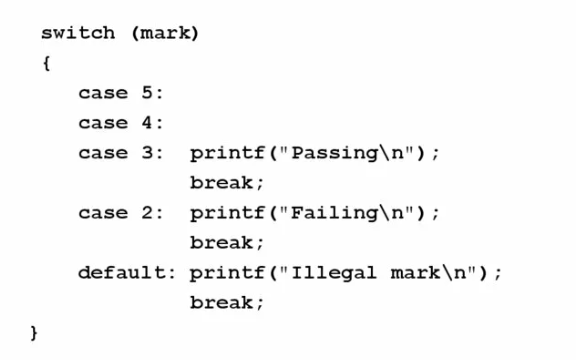 switch (mark)
{
case 5:
case 4:
case 3: printf("Passing\n");
break;
case 2: printf("Failing\n");
break;
default: printf("Illegal mark\n");
break;
}